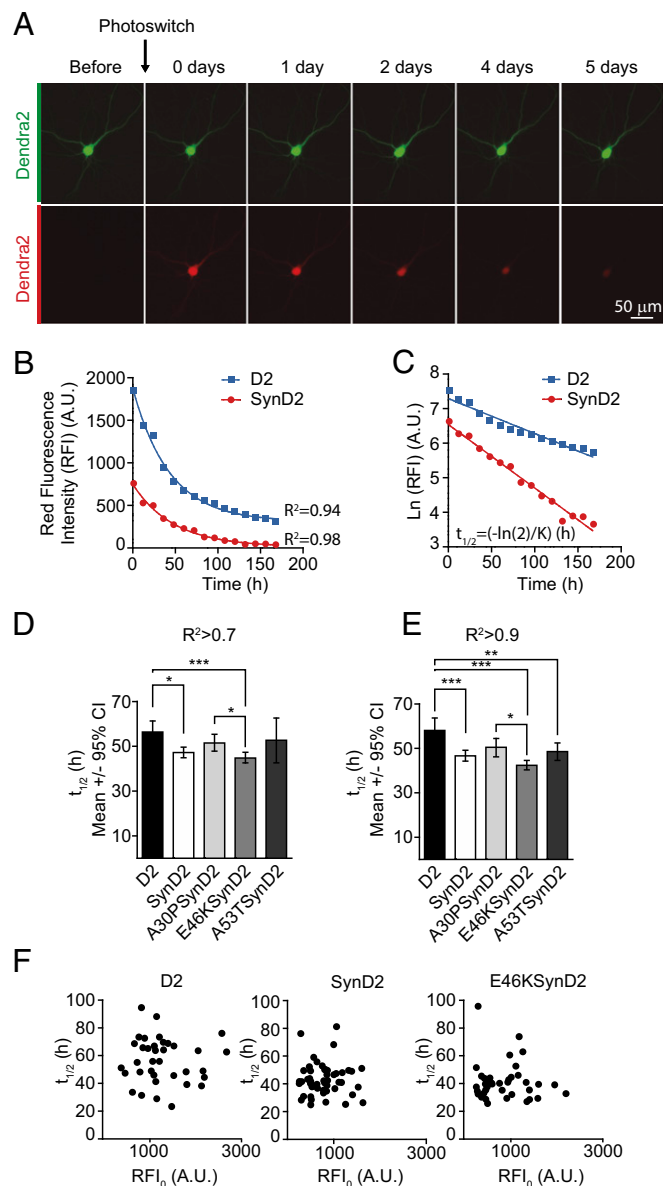 A
Photoswitch
Before 0 days 1 day 2 days 4 days 5 days
Dendra2
Dendra2
50 μm
B
Red Fluorescence
Intensity (RFI) (A.U.)
2000
1500
1000
500
0
D2
SynD2
R²=0.94
R²=0.98
0 50 100 150 200
Time (h)
C
Ln (RFI) (A.U.)
8
7
6
5
4
3
D2
SynD2
t1/2=(-ln(2)/K) (h)
0 50 100 150 200
Time (h)
D
R²>0.7
t1/2 (h)
Mean +/- 95% CI
70
50
30
10
***
*
*
D2
SynD2
A30PSynD2
E46KSynD2
A53TSynD2
E
R²>0.9
t1/2 (h)
Mean +/- 95% CI
70
50
30
10
**
***
***
*
D2
SynD2
A30PSynD2
E46KSynD2
A53TSynD2
F
D2
t1/2 (h)
100
80
60
40
20
0
1000 3000
RFI0 (A.U.)
SynD2
t1/2 (h)
100
80
60
40
20
0
1000 3000
RFI0 (A.U.)
E46KSynD2
t1/2 (h)
100
80
60
40
20
0
1000 3000
RFI0 (A.U.)